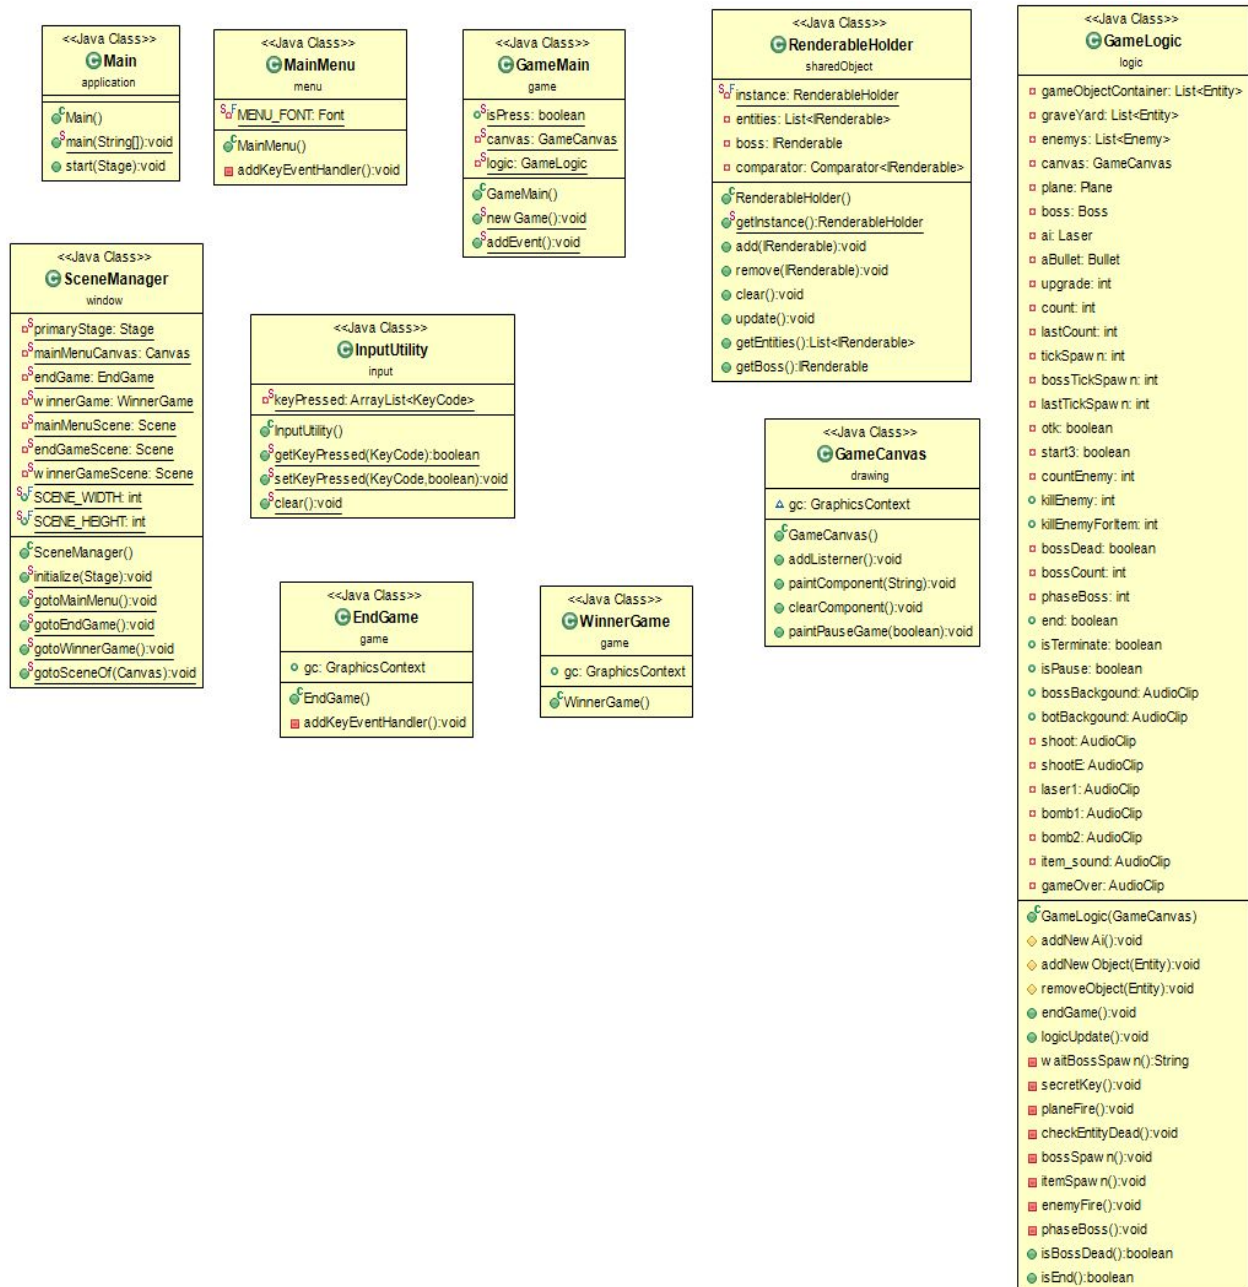 <<Java Class>>
Main
application
Main()
main(String[]):void
start(Stage):void
<<Java Class>>
MainMenu
menu
MENU_FONT: Font
MainMenu()
addKeyEventHandler():void
<<Java Class>>
GameMain
game
isPress: boolean
canvas: GameCanvas
logic: GameLogic
GameMain()
newGame():void
addEvent():void
<<Java Class>>
RenderableHolder
sharedObject
instance: RenderableHolder
entities: List<IRenderable>
boss: IRenderable
comparator: Comparator<IRenderable>
RenderableHolder()
getInstance():RenderableHolder
add(IRenderable):void
remove(IRenderable):void
clear():void
update():void
getEntities():List<IRenderable>
getBoss():IRenderable
<<Java Class>>
SceneManager
window
primaryStage: Stage
mainMenuCanvas: Canvas
endGame: EndGame
winnerGame: WinnerGame
mainMenuScene: Scene
endGameScene: Scene
winnerGameScene: Scene
SCENE_WIDTH: int
SCENE_HEIGHT: int
SceneManager()
initialize(Stage):void
gotoMainMenu():void
gotoEndGame():void
gotoWinnerGame():void
gotoSceneOf(Canvas):void
<<Java Class>>
InputUtility
input
keyPressed: ArrayList<KeyCode>
InputUtility()
getKeyPressed(KeyCode):boolean
setKeyPressed(KeyCode,boolean):void
clear():void
<<Java Class>>
GameCanvas
drawing
gc: GraphicsContext
GameCanvas()
addListerner():void
paintComponent(String):void
clearComponent():void
paintPauseGame(boolean):void
<<Java Class>>
EndGame
game
gc: GraphicsContext
EndGame()
addKeyEventHandler():void
<<Java Class>>
WinnerGame
game
gc: GraphicsContext
WinnerGame()
<<Java Class>>
GameLogic
logic
gameObjectContainer: List<Entity>
graveYard: List<Entity>
enemys: List<Enemy>
canvas: GameCanvas
plane: Plane
boss: Boss
ai: Laser
aBullet: Bullet
upgrade: int
count: int
lastCount: int
tickSpawn: int
bossTickSpawn: int
lastTickSpawn: int
otk: boolean
start3: boolean
countEnemy: int
killEnemy: int
killEnemyForItem: int
bossDead: boolean
bossCount: int
phaseBoss: int
end: boolean
isTerminate: boolean
isPause: boolean
bossBackgound: AudioClip
botBackgound: AudioClip
shoot: AudioClip
shootE: AudioClip
laser1: AudioClip
bomb1: AudioClip
bomb2: AudioClip
item_sound: AudioClip
gameOver: AudioClip
GameLogic(GameCanvas)
addNewAi():void
addNewObject(Entity):void
removeObject(Entity):void
endGame():void
logicUpdate():void
waitBossSpawn():String
secretKey():void
planeFire():void
checkEntityDead():void
bossSpawn():void
itemSpawn():void
enemyFire():void
phaseBoss():void
isBossDead():boolean
isEnd():boolean